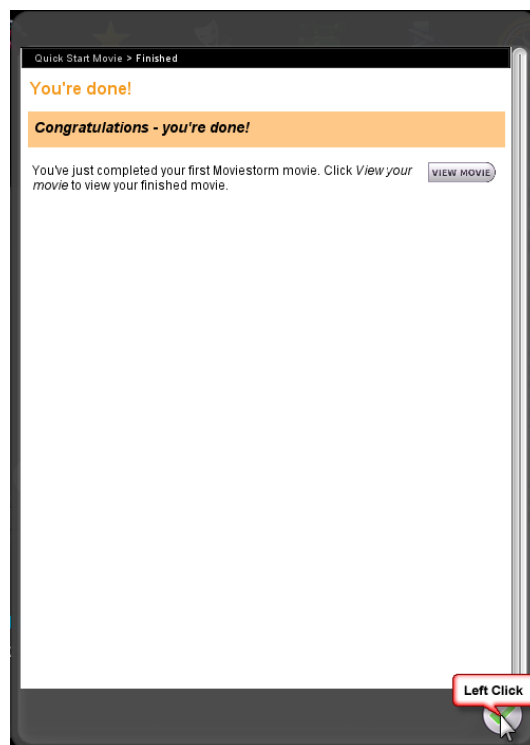 Quick Start Movie > Finished
You're done!
Congratulations - you're done!
You've just completed your first Moviestorm movie. Click View your
movie to view your finished movie.
VIEW MOVIE
Left Click